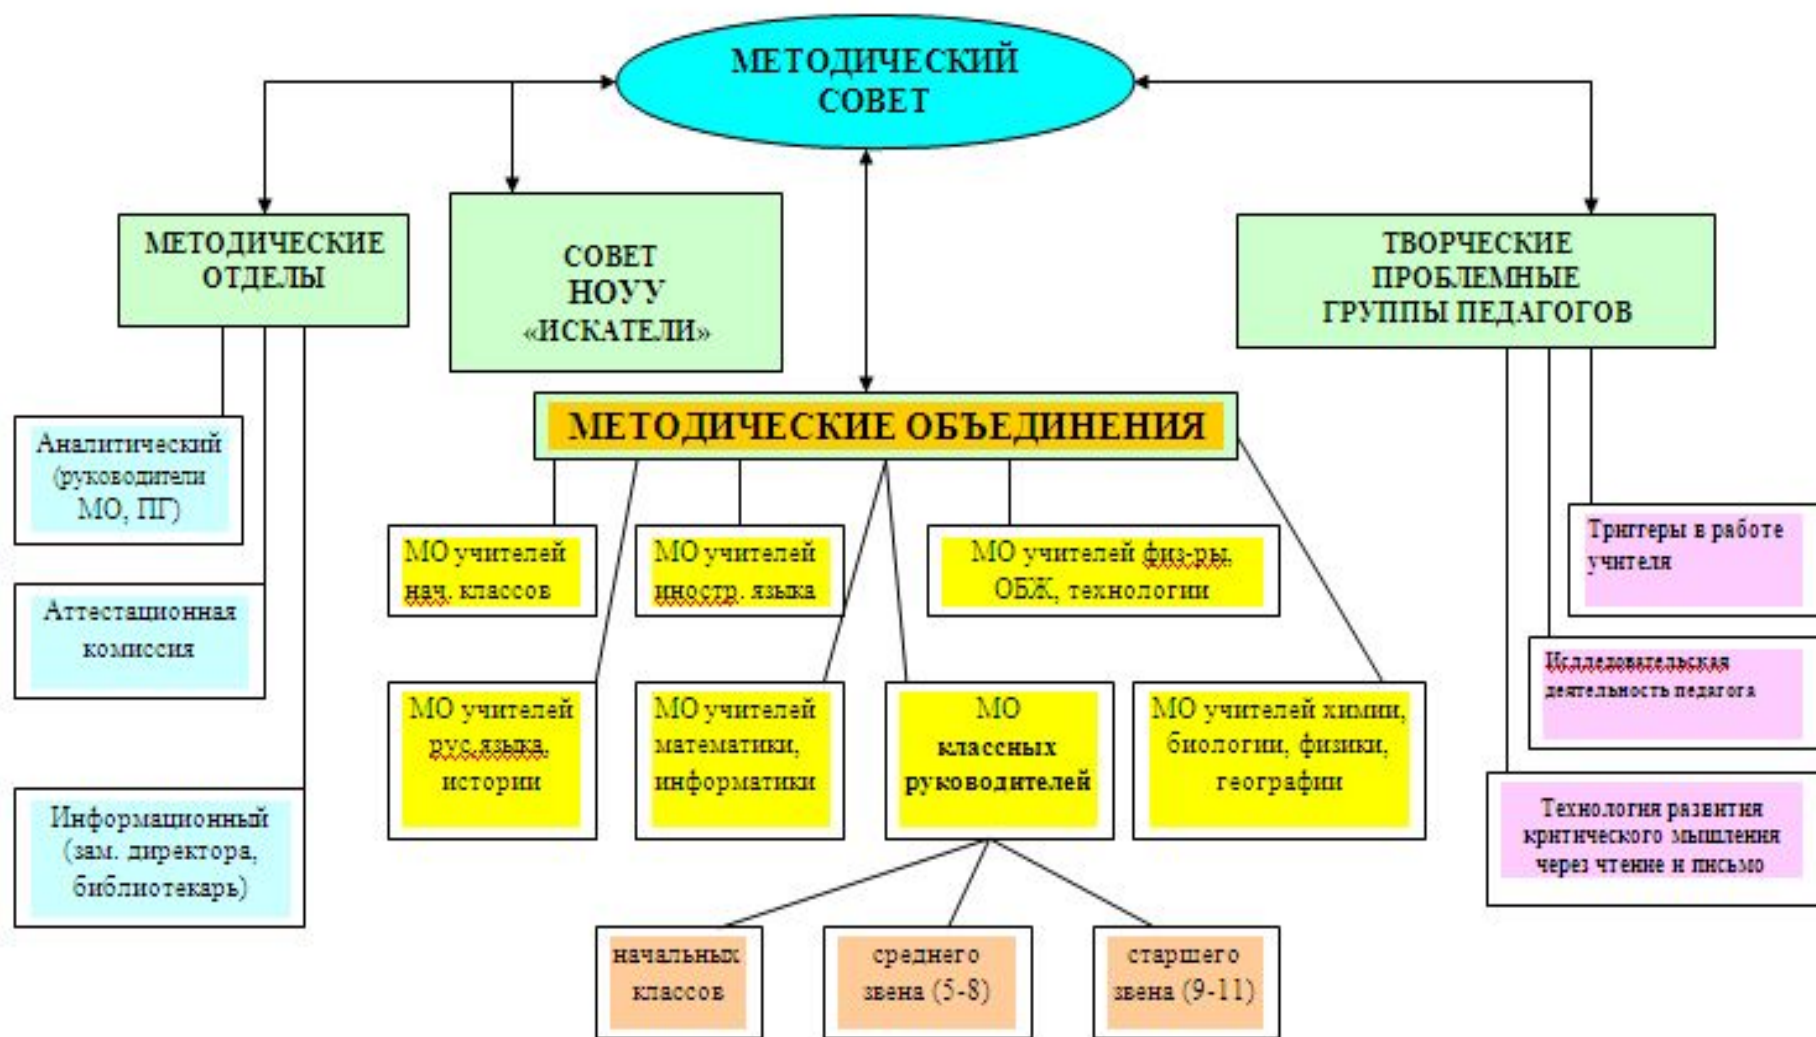 МЕТОДИЧЕСКИЙ
СОВЕТ
МЕТОДИЧЕСКИЕ
ОТДЕЛЫ
СОВЕТ
НОУУ
«ИСКАТЕЛИ»
ТВОРЧЕСКИЕ
ПРОБЛЕМНЫЕ
ГРУППЫ ПЕДАГОГОВ
МЕТОДИЧЕСКИЕ ОБЪЕДИНЕНИЯ
Аналитический
(руководители
МО, ПГ)
Аттестационная
комиссия
Информационный
(зам. директора,
библиотекарь)
МО учителей
нач. классов
МО учителей
иностр. языка
МО учителей физ-ры,
ОБЖ, технологии
МО учителей
рус.языка,
истории
МО учителей
математики,
информатики
МО
классных
руководителей
МО учителей химии,
биологии, физики,
географии
начальных
классов
среднего
звена (5-8)
старшего
звена (9-11)
Триггеры в работе
учителя
Исследовательская
деятельность педагога
Технология развития
критического мышления
через чтение и письмо